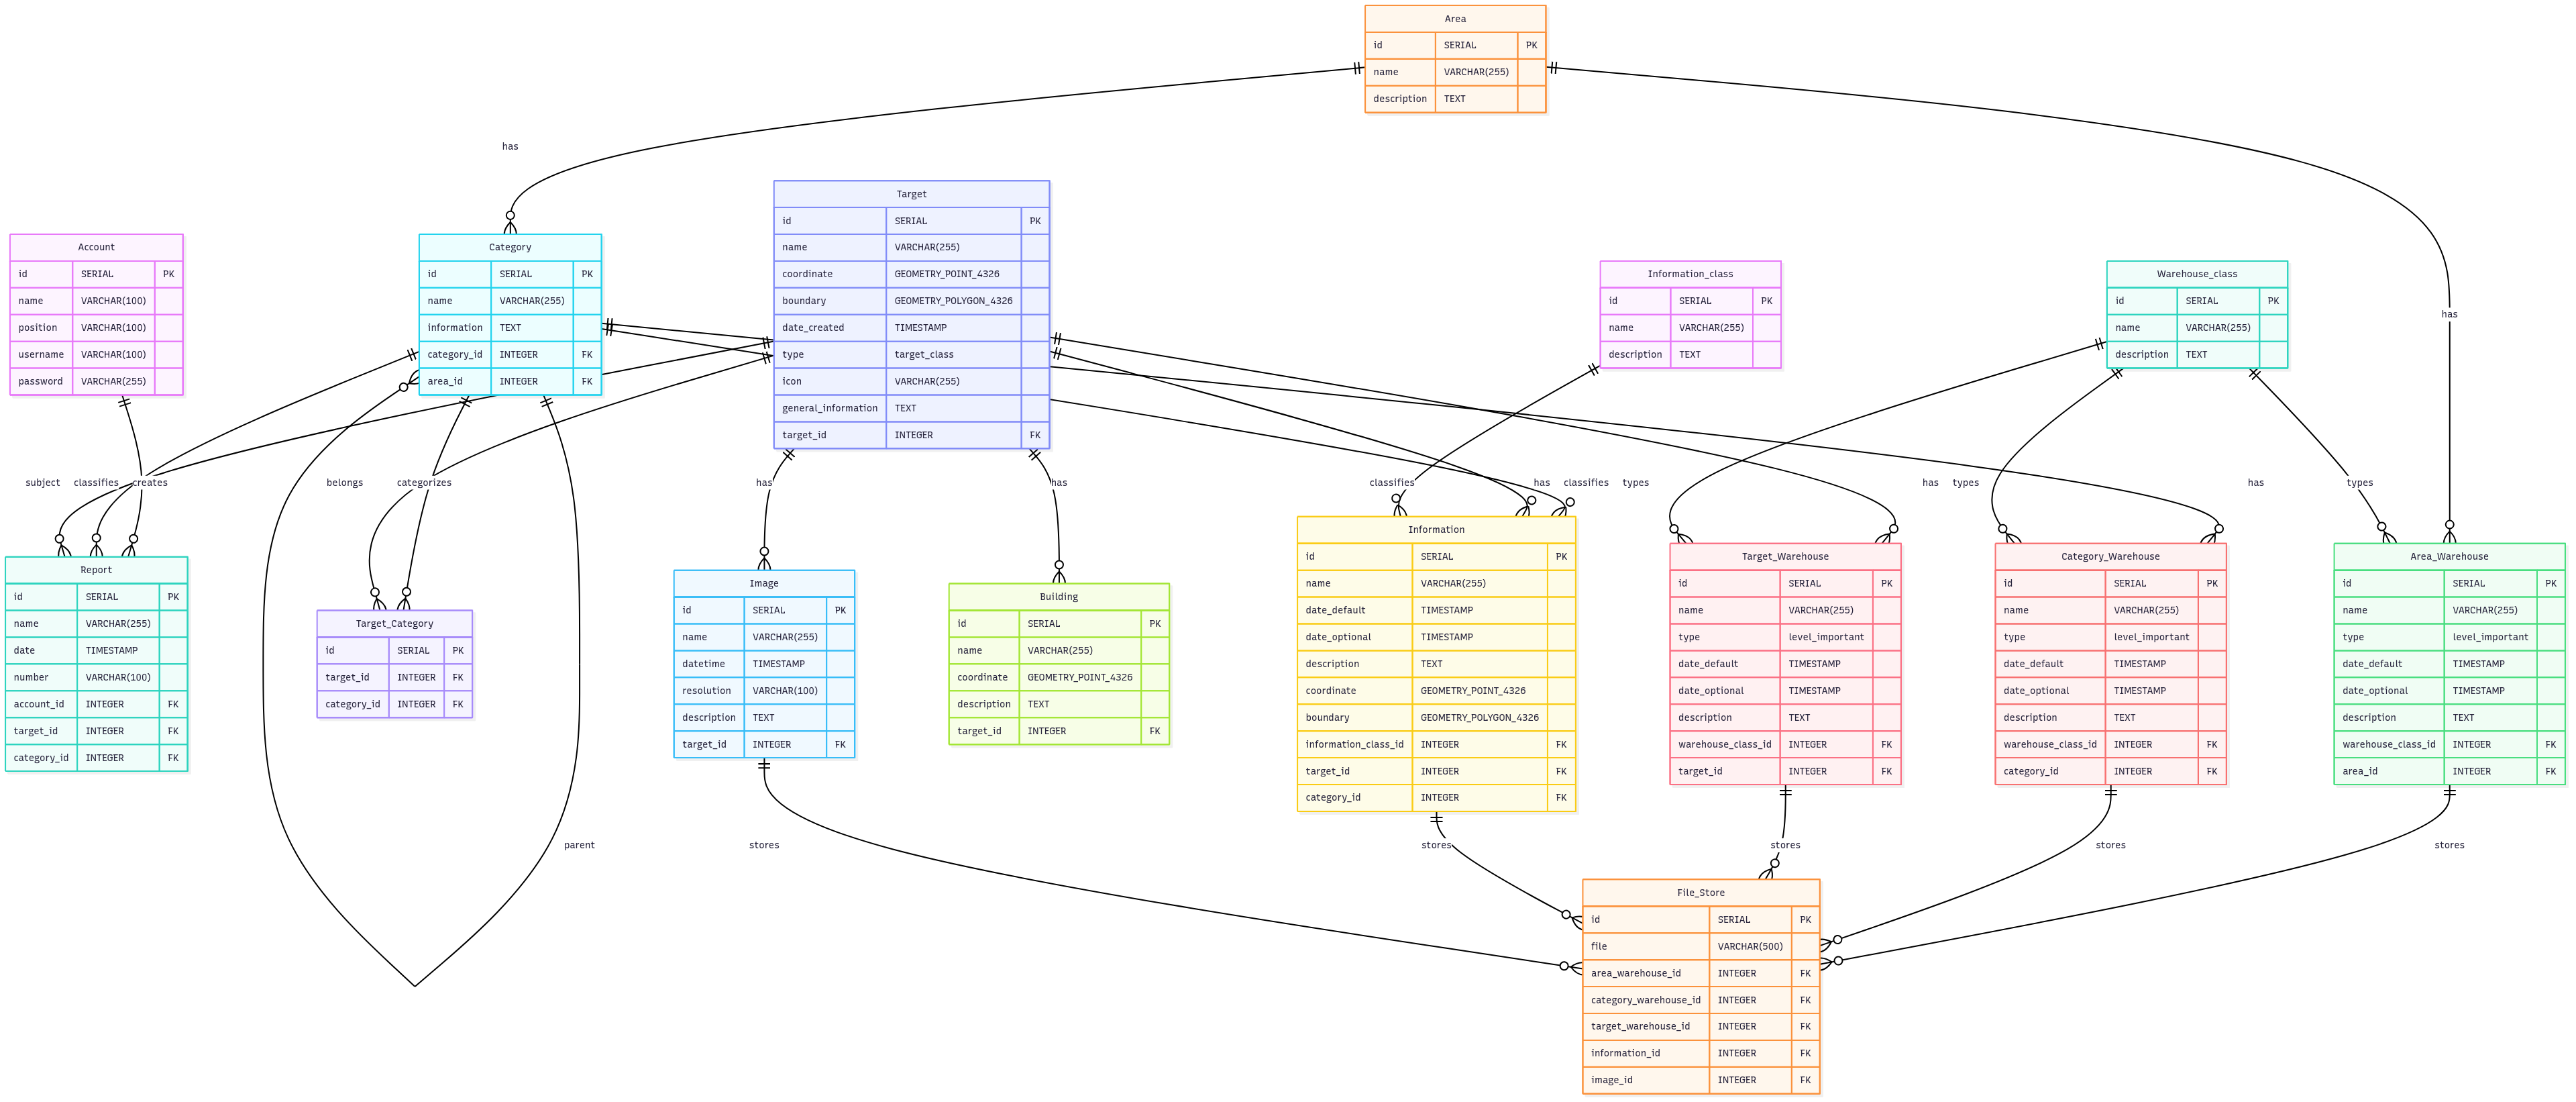 Area
id SERIAL PK
name VARCHAR(255)
description TEXT
has
Target
id SERIAL PK
name VARCHAR(255)
coordinate GEOMETRY_POINT_4326
boundary GEOMETRY_POLYGON_4326
date_created TIMESTAMP
type target_class
icon VARCHAR(255)
general_information TEXT
target_id INTEGER FK
Account
id SERIAL PK
name VARCHAR(100)
position VARCHAR(100)
username VARCHAR(100)
password VARCHAR(255)
Category
id SERIAL PK
name VARCHAR(255)
information TEXT
category_id INTEGER FK
area_id INTEGER FK
Information_class
id SERIAL PK
name VARCHAR(255)
description TEXT
Warehouse_class
id SERIAL PK
name VARCHAR(255)
description TEXT
has
subject classifies creates belongs categorizes has has classifies has classifies types has types has types
Report
id SERIAL PK
name VARCHAR(255)
date TIMESTAMP
number VARCHAR(100)
account_id INTEGER FK
target_id INTEGER FK
category_id INTEGER FK
Target_Category
id SERIAL PK
target_id INTEGER FK
category_id INTEGER FK
Image
id SERIAL PK
name VARCHAR(255)
datetime TIMESTAMP
resolution VARCHAR(100)
description TEXT
target_id INTEGER FK
Building
id SERIAL PK
name VARCHAR(255)
coordinate GEOMETRY_POINT_4326
description TEXT
target_id INTEGER FK
Information
id SERIAL PK
name VARCHAR(255)
date_default TIMESTAMP
date_optional TIMESTAMP
description TEXT
coordinate GEOMETRY_POINT_4326
boundary GEOMETRY_POLYGON_4326
information_class_id INTEGER FK
target_id INTEGER FK
category_id INTEGER FK
Target_Warehouse
id SERIAL PK
name VARCHAR(255)
type level_important
date_default TIMESTAMP
date_optional TIMESTAMP
description TEXT
warehouse_class_id INTEGER FK
target_id INTEGER FK
Category_Warehouse
id SERIAL PK
name VARCHAR(255)
type level_important
date_default TIMESTAMP
date_optional TIMESTAMP
description TEXT
warehouse_class_id INTEGER FK
category_id INTEGER FK
Area_Warehouse
id SERIAL PK
name VARCHAR(255)
type level_important
date_default TIMESTAMP
date_optional TIMESTAMP
description TEXT
warehouse_class_id INTEGER FK
area_id INTEGER FK
parent stores stores stores stores stores
File_Store
id SERIAL PK
file VARCHAR(500)
area_warehouse_id INTEGER FK
category_warehouse_id INTEGER FK
target_warehouse_id INTEGER FK
information_id INTEGER FK
image_id INTEGER FK